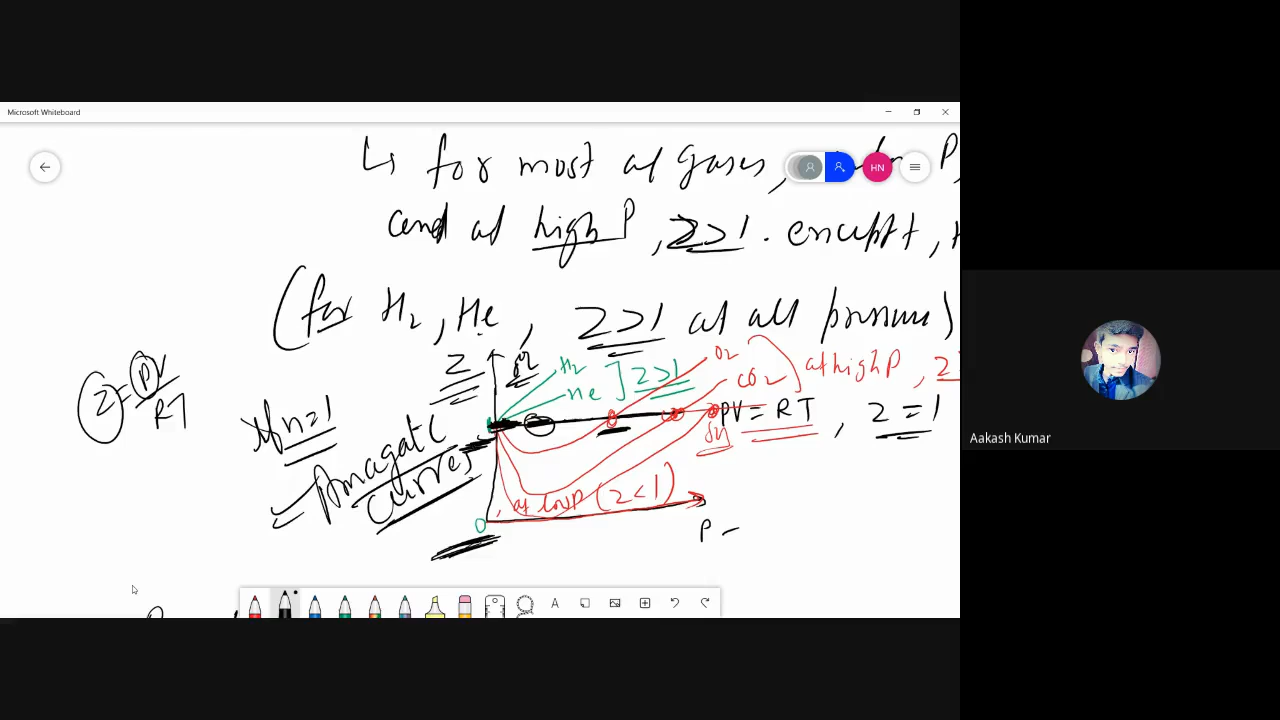 Microsoft Whiteboard
↳ for most of gases, P,
HN
and at high P, Z>1. except, H
(for H₂, He, Z>1 at all pressure)
Z
H₂
He ] Z>1
O₂
CO₂
at high P, Z
Z = PV/RT
If n=1
PV = RT, Z = 1
Amagat
curves
at low P (Z<1)
O
P
Aakash Kumar